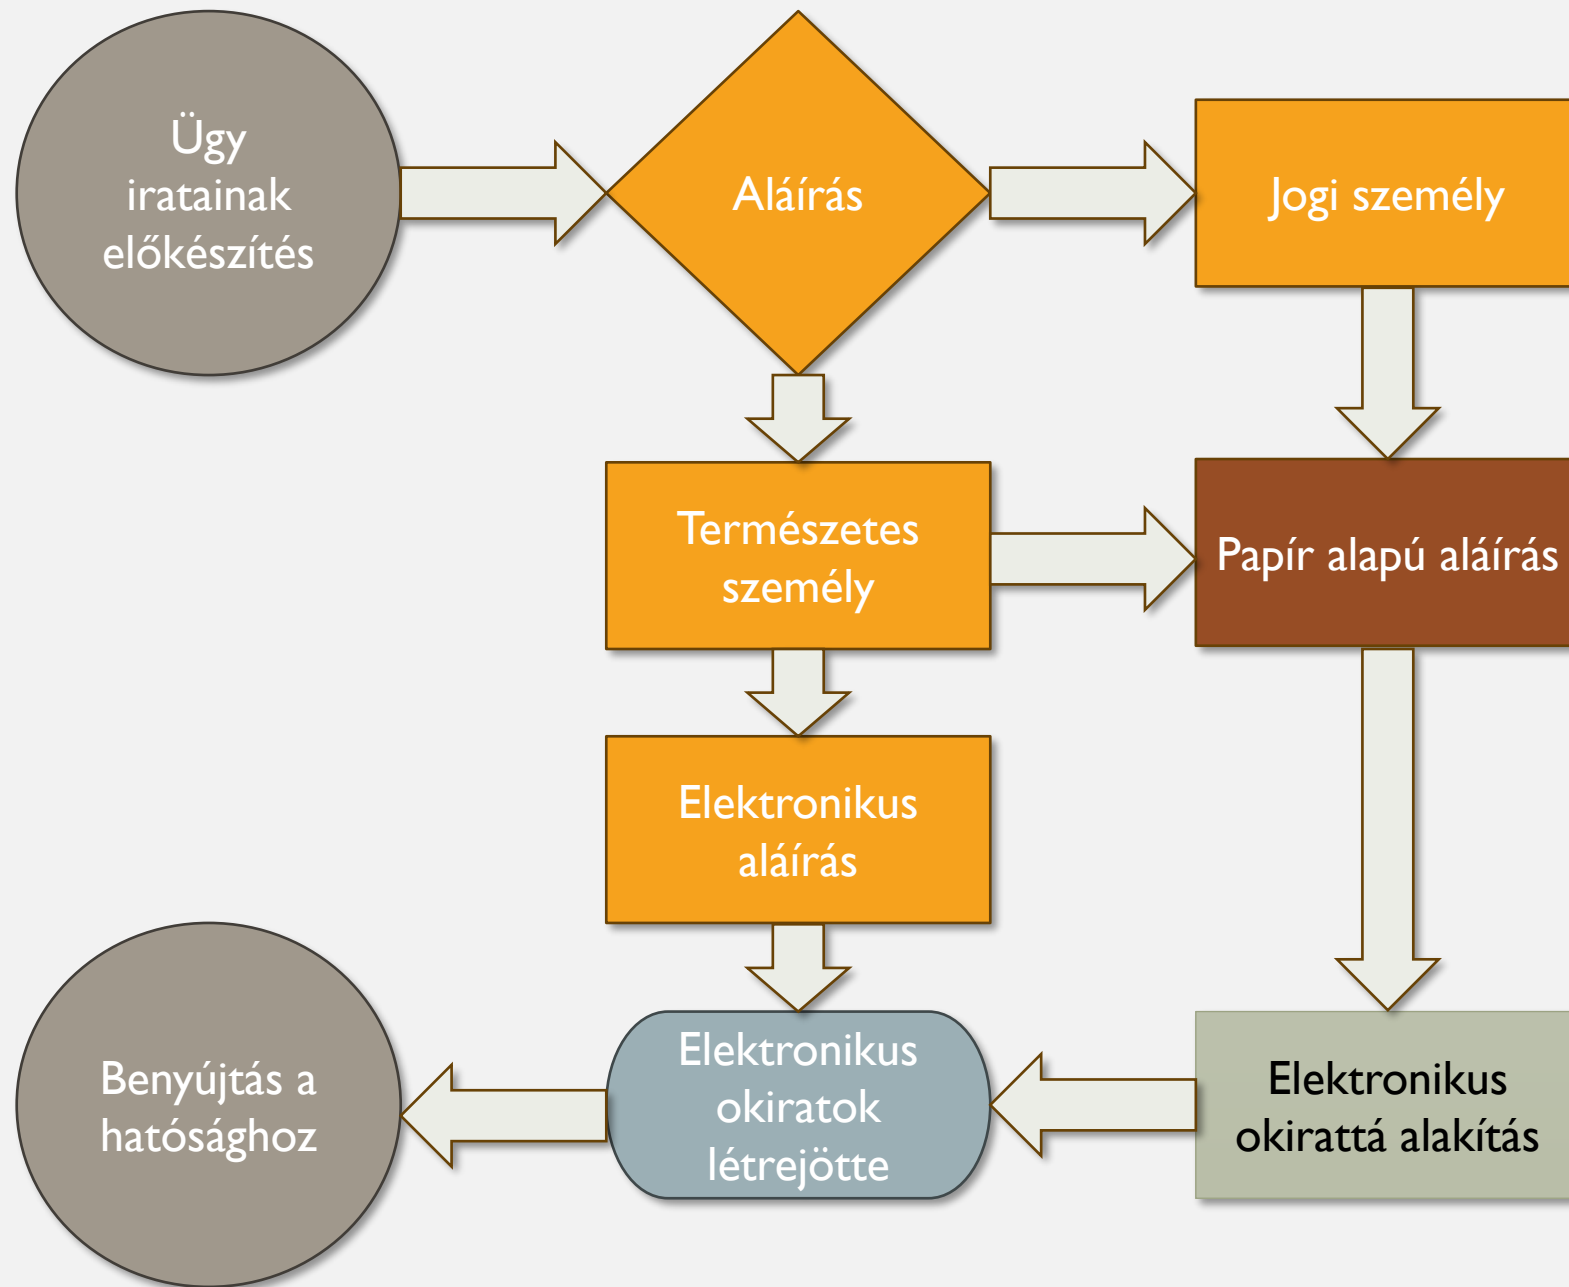 Ügy
iratainak
előkészítés
Aláírás
Jogi személy
Természetes
személy
Papír alapú aláírás
Elektronikus
aláírás
Benyújtás a
hatósághoz
Elektronikus
okiratok
létrejötte
Elektronikus
okirattá alakítás